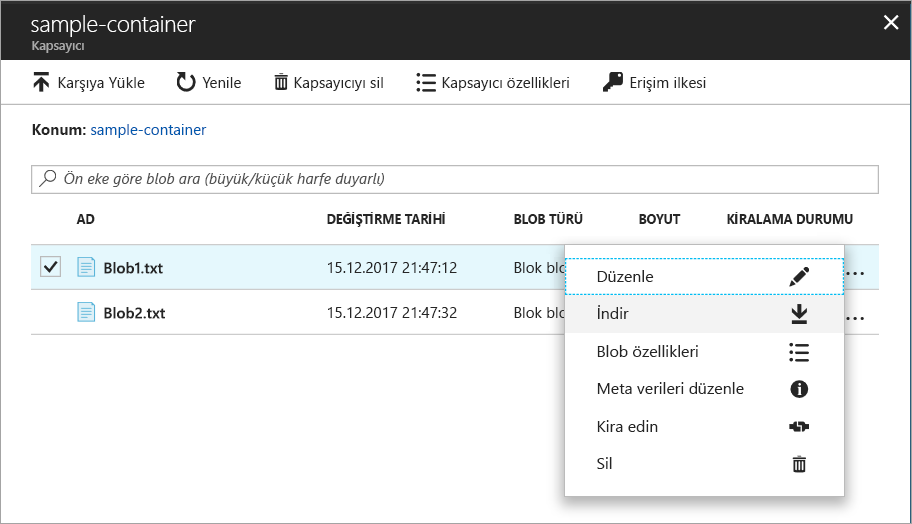 sample-container
Kapsayıcı
Karşıya Yükle Yenile Kapsayıcıyı sil Kapsayıcı özellikleri Erişim ilkesi
Konum: sample-container
Ön eke göre blob ara (büyük/küçük harfe duyarlı)
AD DEĞİŞTİRME TARİHİ BLOB TÜRÜ BOYUT KİRALAMA DURUMU
Blob1.txt 15.12.2017 21:47:12 Blok ...
Blob2.txt 15.12.2017 21:47:32 Blok ...
Düzenle
İndir
Blob özellikleri
Meta verileri düzenle
Kira edin
Sil